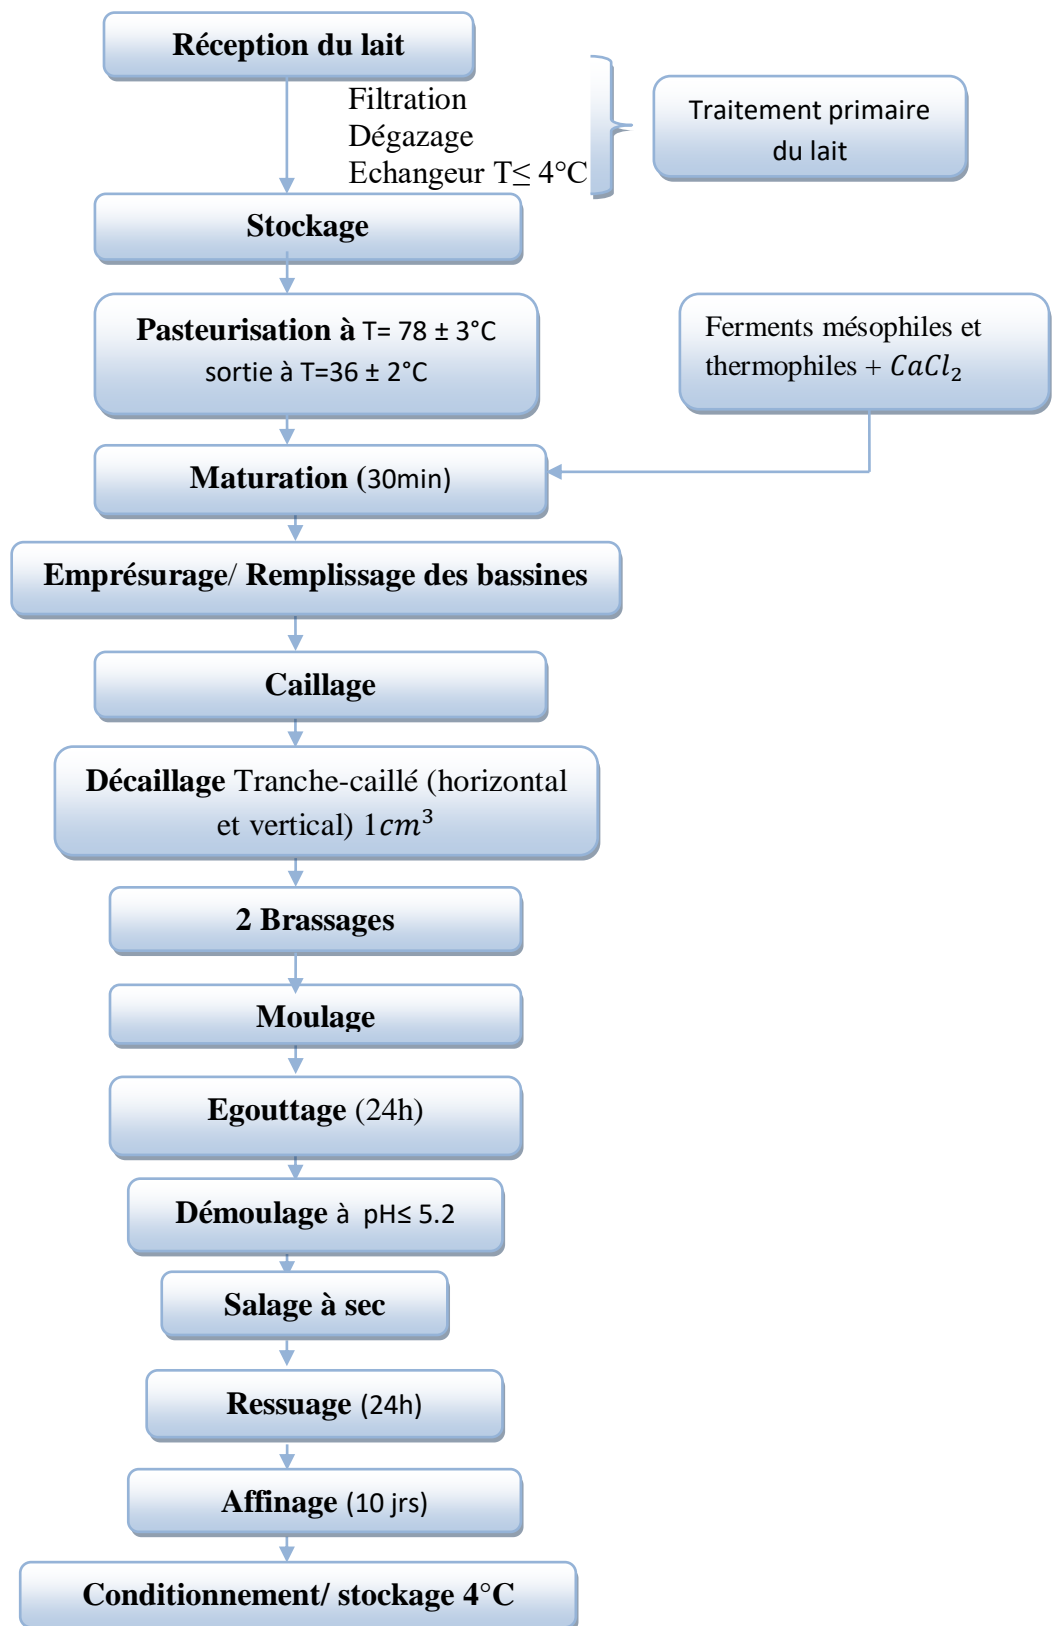 Réception du lait
Filtration
Dégazage
Echangeur T≤ 4°C
Traitement primaire
du lait
Stockage
Pasteurisation à T= 78 ± 3°C
sortie à T=36 ± 2°C
Ferments mésophiles et
thermophiles + CaCl₂
Maturation (30min)
Emprésurage/ Remplissage des bassines
Caillage
Décaillage Tranche-caillé (horizontal
et vertical) 1cm³
2 Brassages
Moulage
Egouttage (24h)
Démoulage à pH≤ 5.2
Salage à sec
Ressuage (24h)
Affinage (10 jrs)
Conditionnement/ stockage 4°C